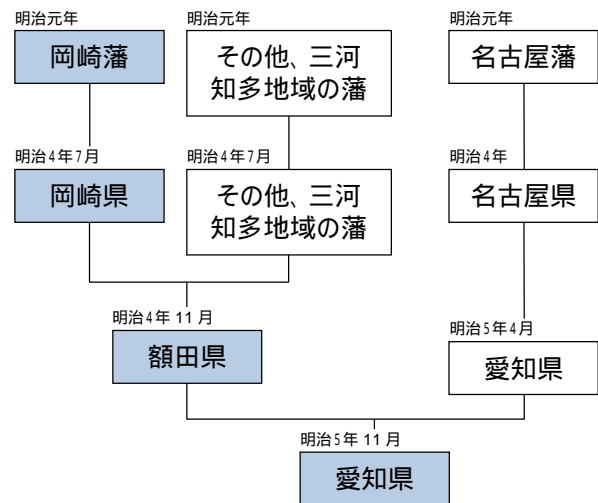 明治元年
岡崎藩
明治元年
その他、三河
知多地域の藩
明治元年
名古屋藩
明治4年7月
岡崎県
明治4年7月
その他、三河
知多地域の藩
明治4年
名古屋県
明治4年11月
額田県
明治5年4月
愛知県
明治5年11月
愛知県